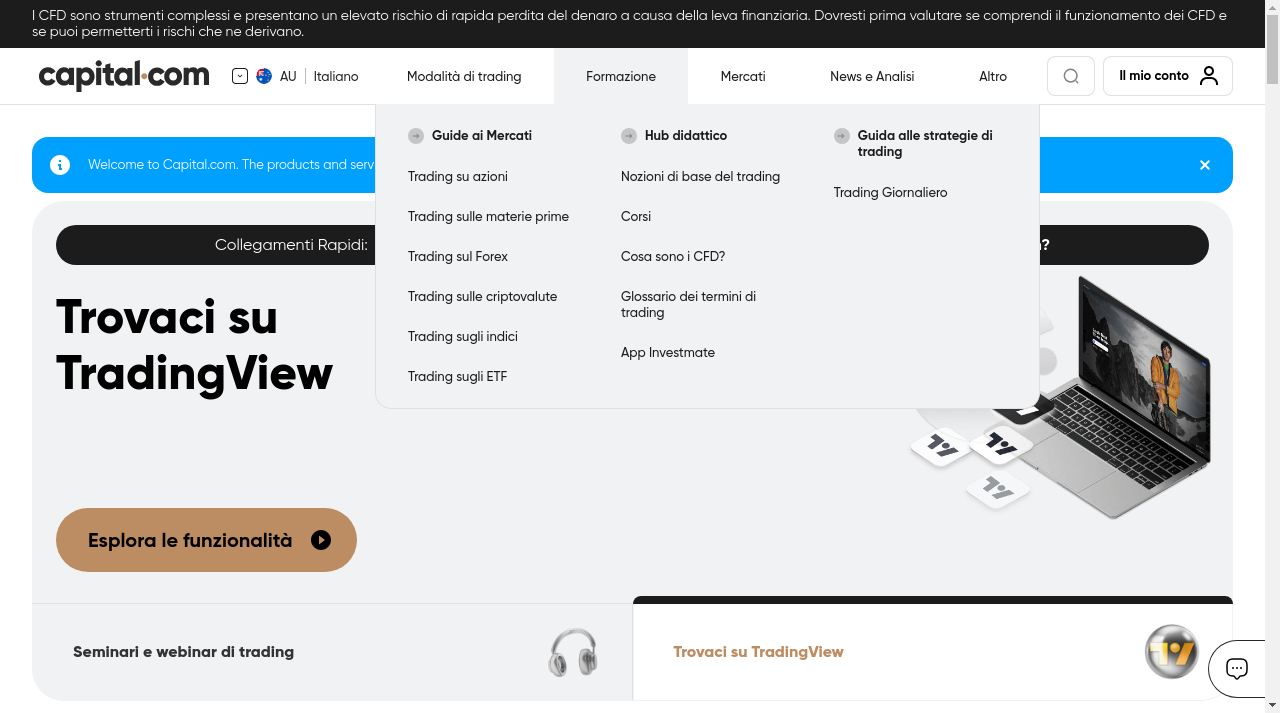 I CFD sono strumenti complessi e presentano un elevato rischio di rapida perdita del denaro a causa della leva finanziaria. Dovresti prima valutare se comprendi il funzionamento dei CFD e
se puoi permetterti i rischi che ne derivano.
capital.com
AU
Italiano
Modalità di trading
Formazione
Mercati
News e Analisi
Altro
Il mio conto
Guide ai Mercati
Trading su azioni
Trading sulle materie prime
Trading sul Forex
Trading sulle criptovalute
Trading sugli indici
Trading sugli ETF
Hub didattico
Nozioni di base del trading
Corsi
Cosa sono i CFD?
Glossario dei termini di
trading
App Investmate
Guida alle strategie di
trading
Trading Giornaliero
Welcome to Capital.com. The products and serv
Collegamenti Rapidi:
Trovaci su
TradingView
Esplora le funzionalità
Seminari e webinar di trading
Trovaci su TradingView